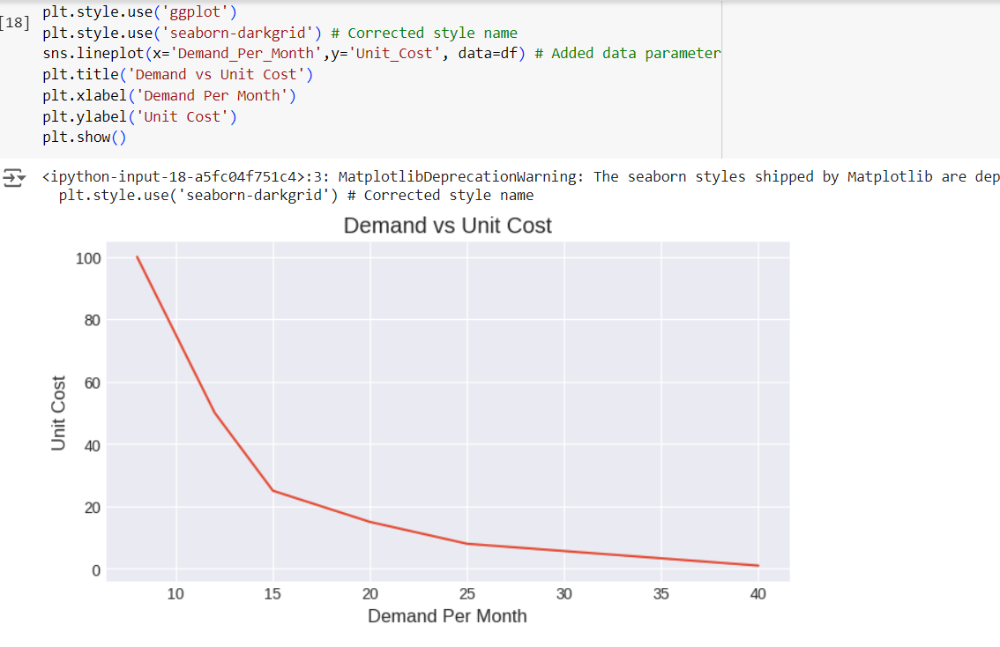 plt.style.use('ggplot')
[18]
plt.style.use('seaborn-darkgrid') # Corrected style name
sns.lineplot(x='Demand_Per_Month',y='Unit_Cost', data=df) # Added data parameter
plt.title('Demand vs Unit Cost')
plt.xlabel('Demand Per Month')
plt.ylabel('Unit Cost')
plt.show()
<ipython-input-18-a5fc04f751c4>:3: MatplotlibDeprecationWarning: The seaborn styles shipped by Matplotlib are dep
plt.style.use('seaborn-darkgrid') # Corrected style name
Demand vs Unit Cost
100
80
60
40
20
0
Unit Cost
10 15 20 25 30 35 40
Demand Per Month